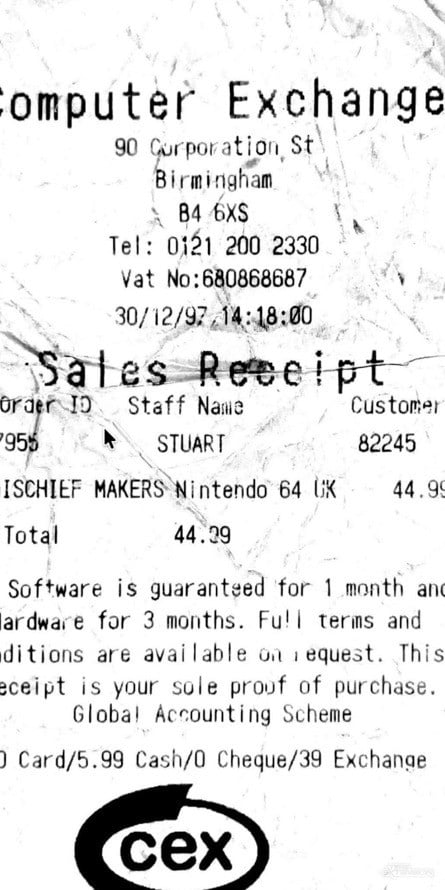 Computer Exchange
90 Corporation St
Birmingham
B4 6XS
Tel: 0121 200 2330
Vat No:680868687
30/12/97 14:18:00
Sales Receipt
Order ID Staff Name Customer
7955 STUART 82245
ISCHIEF MAKERS Nintendo 64 UK 44.99
Total 44.99
Software is guaranteed for 1 month and
Hardware for 3 months. Full terms and
ditions are available on request. This
eceipt is your sole proof of purchase.
Global Accounting Scheme
0 Card/5.99 Cash/0 Cheque/39 Exchange
cex